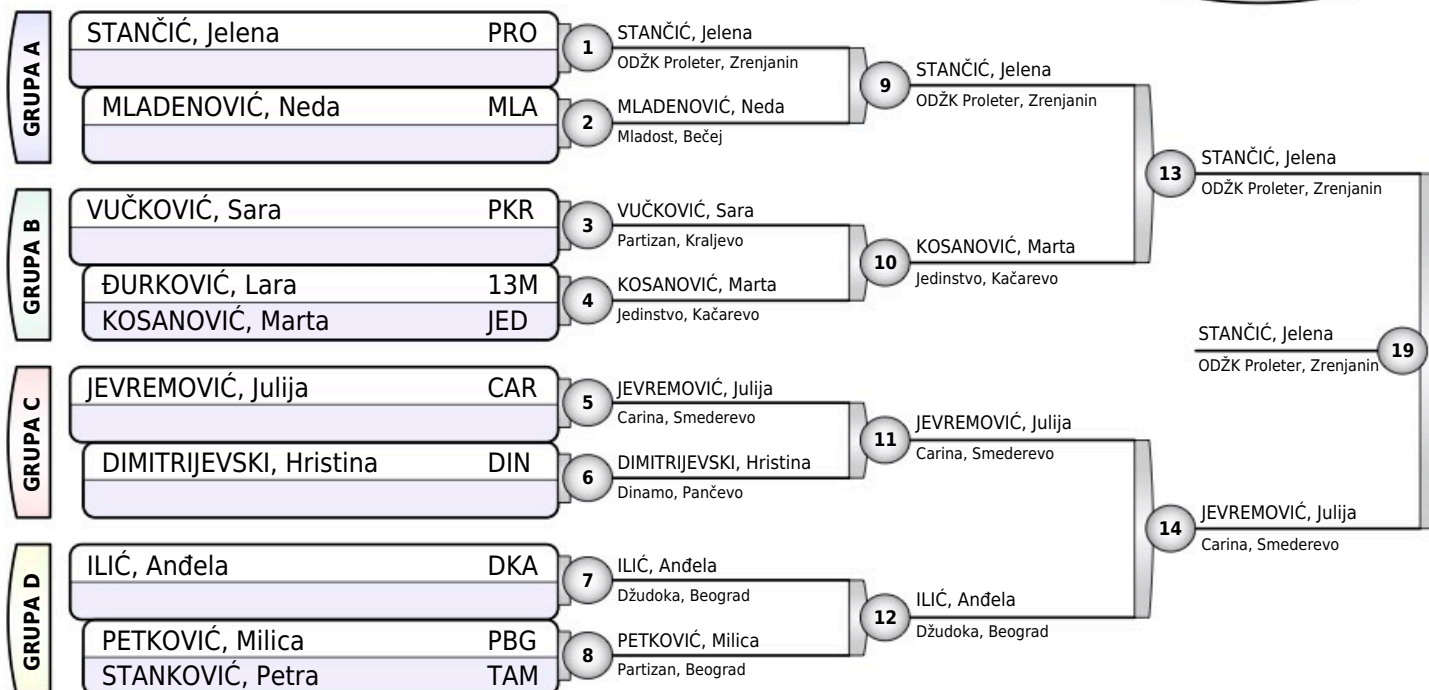 GRUPA A
STANČIĆ, Jelena PRO
MLADENOVIĆ, Neda MLA
1
STANČIĆ, Jelena
ODŽK Proleter, Zrenjanin
2
MLADENOVIĆ, Neda
Mladost, Bečej
9
STANČIĆ, Jelena
ODŽK Proleter, Zrenjanin
GRUPA B
VUČKOVIĆ, Sara PKR
ĐURKOVIĆ, Lara 13M
KOSANOVIĆ, Marta JED
3
VUČKOVIĆ, Sara
Partizan, Kraljevo
4
KOSANOVIĆ, Marta
Jedinstvo, Kačarevo
10
KOSANOVIĆ, Marta
Jedinstvo, Kačarevo
13
STANČIĆ, Jelena
ODŽK Proleter, Zrenjanin
GRUPA C
JEVREMOVIĆ, Julija CAR
DIMITRIJEVSKI, Hristina DIN
5
JEVREMOVIĆ, Julija
Carina, Smederevo
6
DIMITRIJEVSKI, Hristina
Dinamo, Pančevo
11
JEVREMOVIĆ, Julija
Carina, Smederevo
GRUPA D
ILIĆ, Anđela DKA
PETKOVIĆ, Milica PBG
STANKOVIĆ, Petra TAM
7
ILIĆ, Anđela
Džudoka, Beograd
8
PETKOVIĆ, Milica
Partizan, Beograd
12
ILIĆ, Anđela
Džudoka, Beograd
14
JEVREMOVIĆ, Julija
Carina, Smederevo
STANČIĆ, Jelena
ODŽK Proleter, Zrenjanin
19